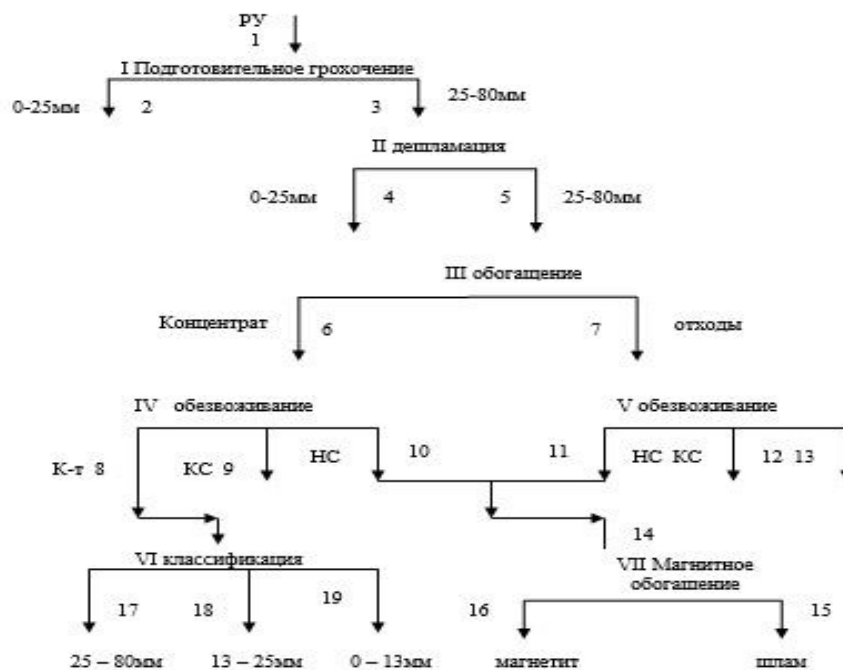 РУ
1
I Подготовительное грохочение
0-25мм 2 3 25-80мм
II дешламация
0-25мм 4 5 25-80мм
III обогащение
Концентрат 6 7 отходы
IV обезвоживание V обезвоживание
К-т 8 КС 9 НС 10 11 НС КС 12 13
14
VI классификация VII Магнитное
обогашение
17 18 19 16 15
25 – 80мм 13 – 25мм 0 – 13мм магнетит шлам